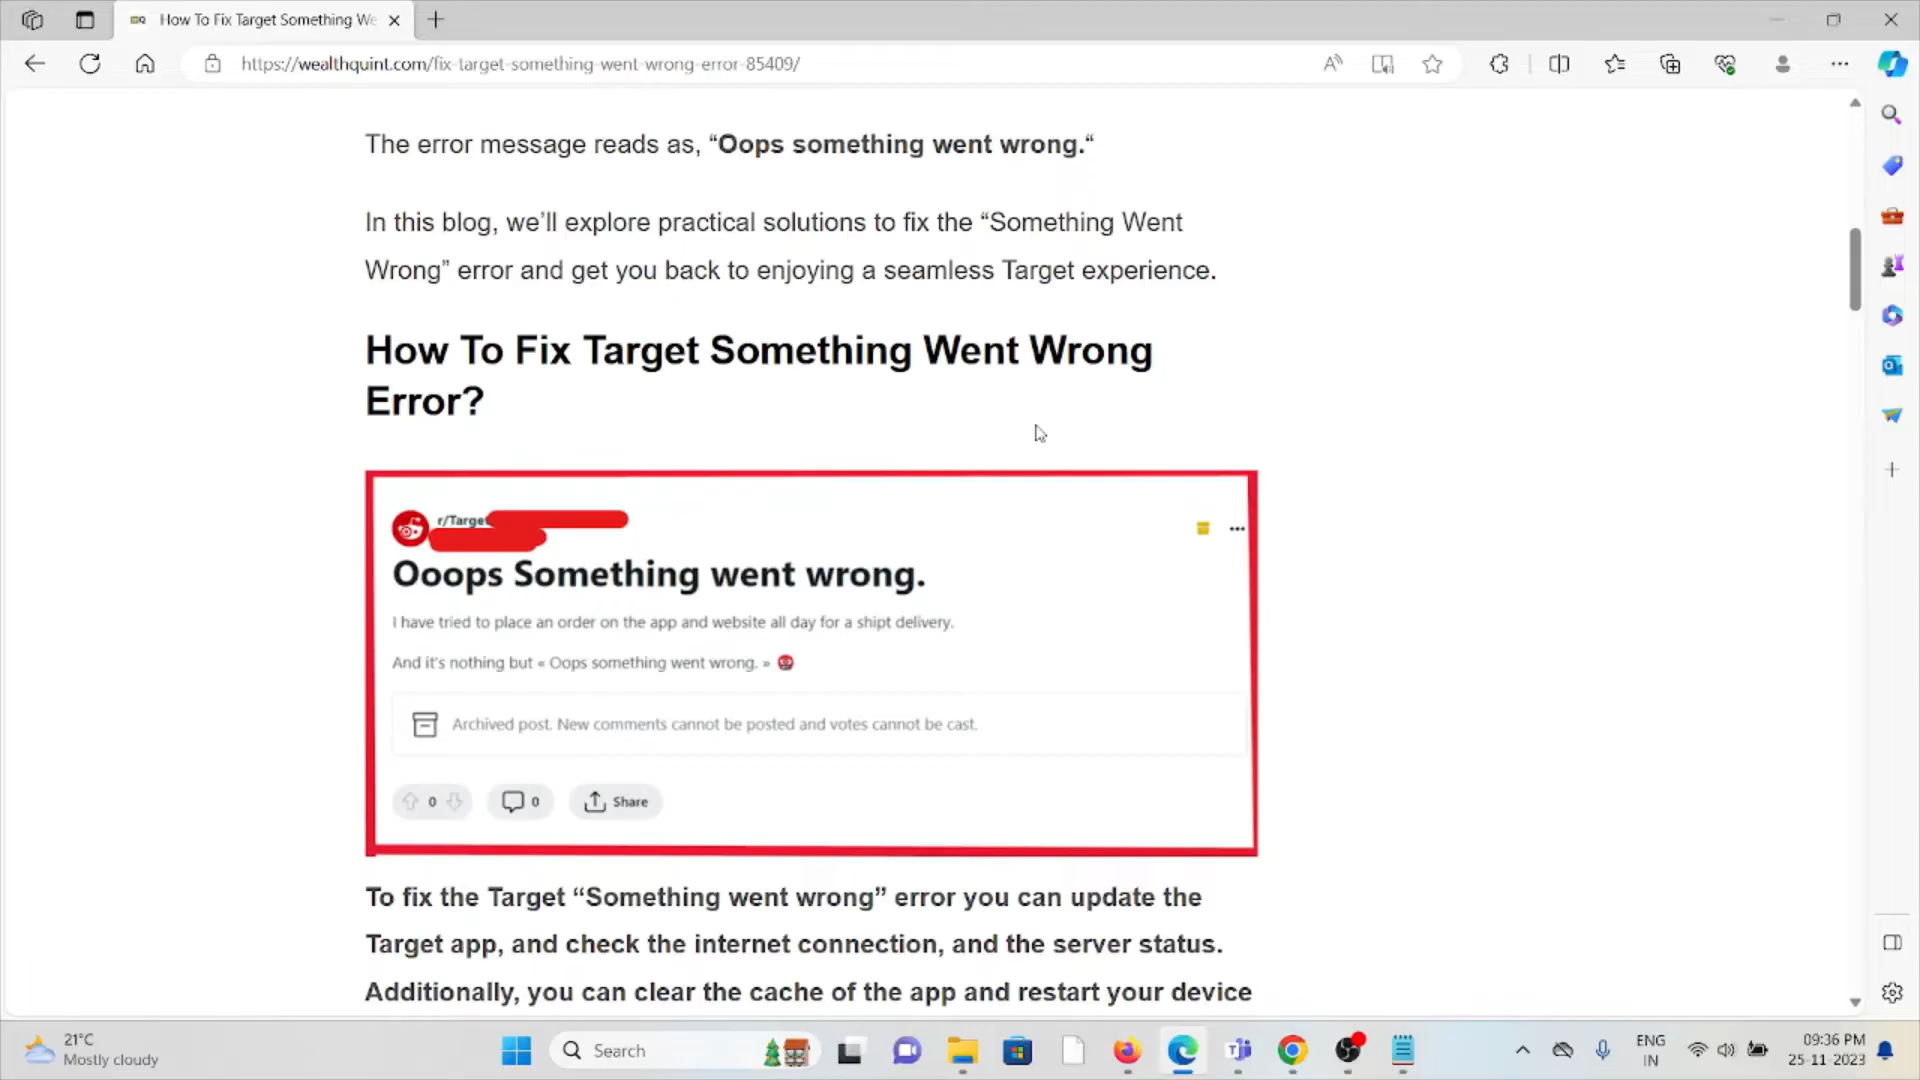 How To Fix Target Something We
https://wealthquint.com/fix-target-something-went-wrong-error-85409/
The error message reads as, “Oops something went wrong.“
In this blog, we’ll explore practical solutions to fix the “Something Went
Wrong” error and get you back to enjoying a seamless Target experience.
How To Fix Target Something Went Wrong
Error?
r/Target
Ooops Something went wrong.
I have tried to place an order on the app and website all day for a shipt delivery.
And it's nothing but « Oops something went wrong. »
Archived post. New comments cannot be posted and votes cannot be cast.
0 0 Share
To fix the Target “Something went wrong” error you can update the
Target app, and check the internet connection, and the server status.
Additionally, you can clear the cache of the app and restart your device
21°C
Mostly cloudy
Search
ENG
IN
09:36 PM
25-11-2023